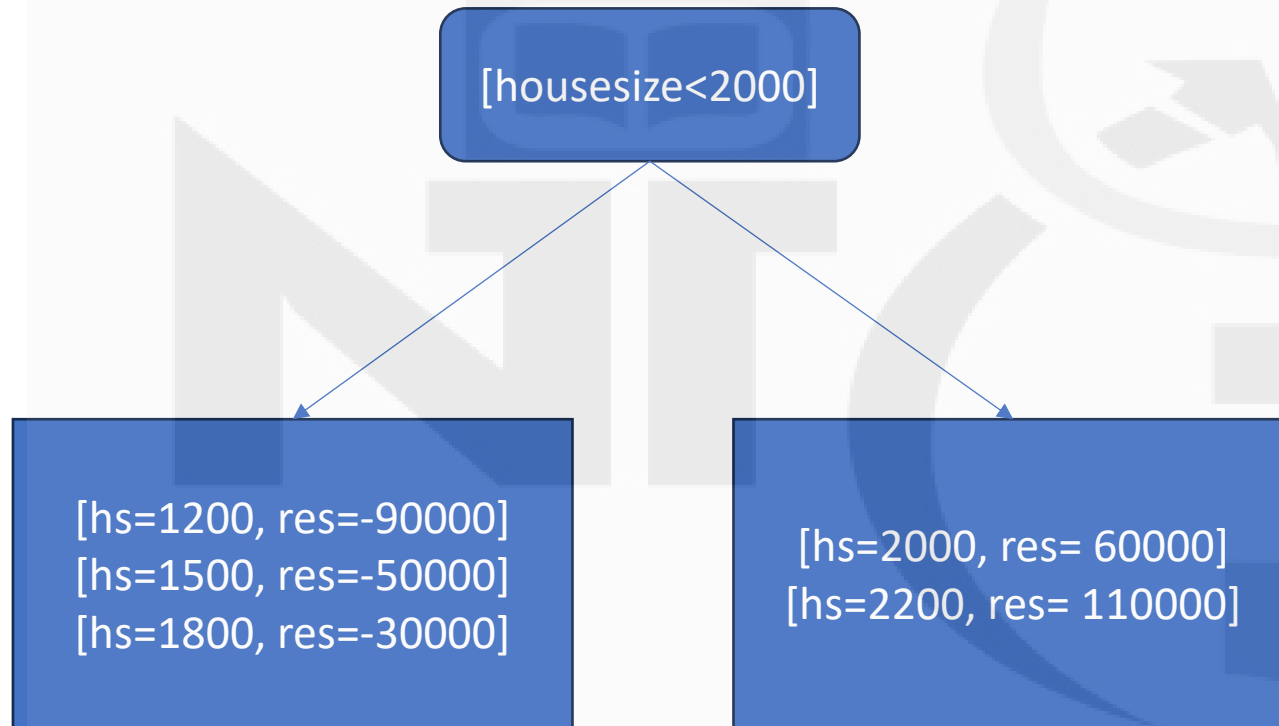 [housesize<2000]
[hs=1200, res=-90000]
[hs=1500, res=-50000]
[hs=1800, res=-30000]
[hs=2000, res= 60000]
[hs=2200, res= 110000]